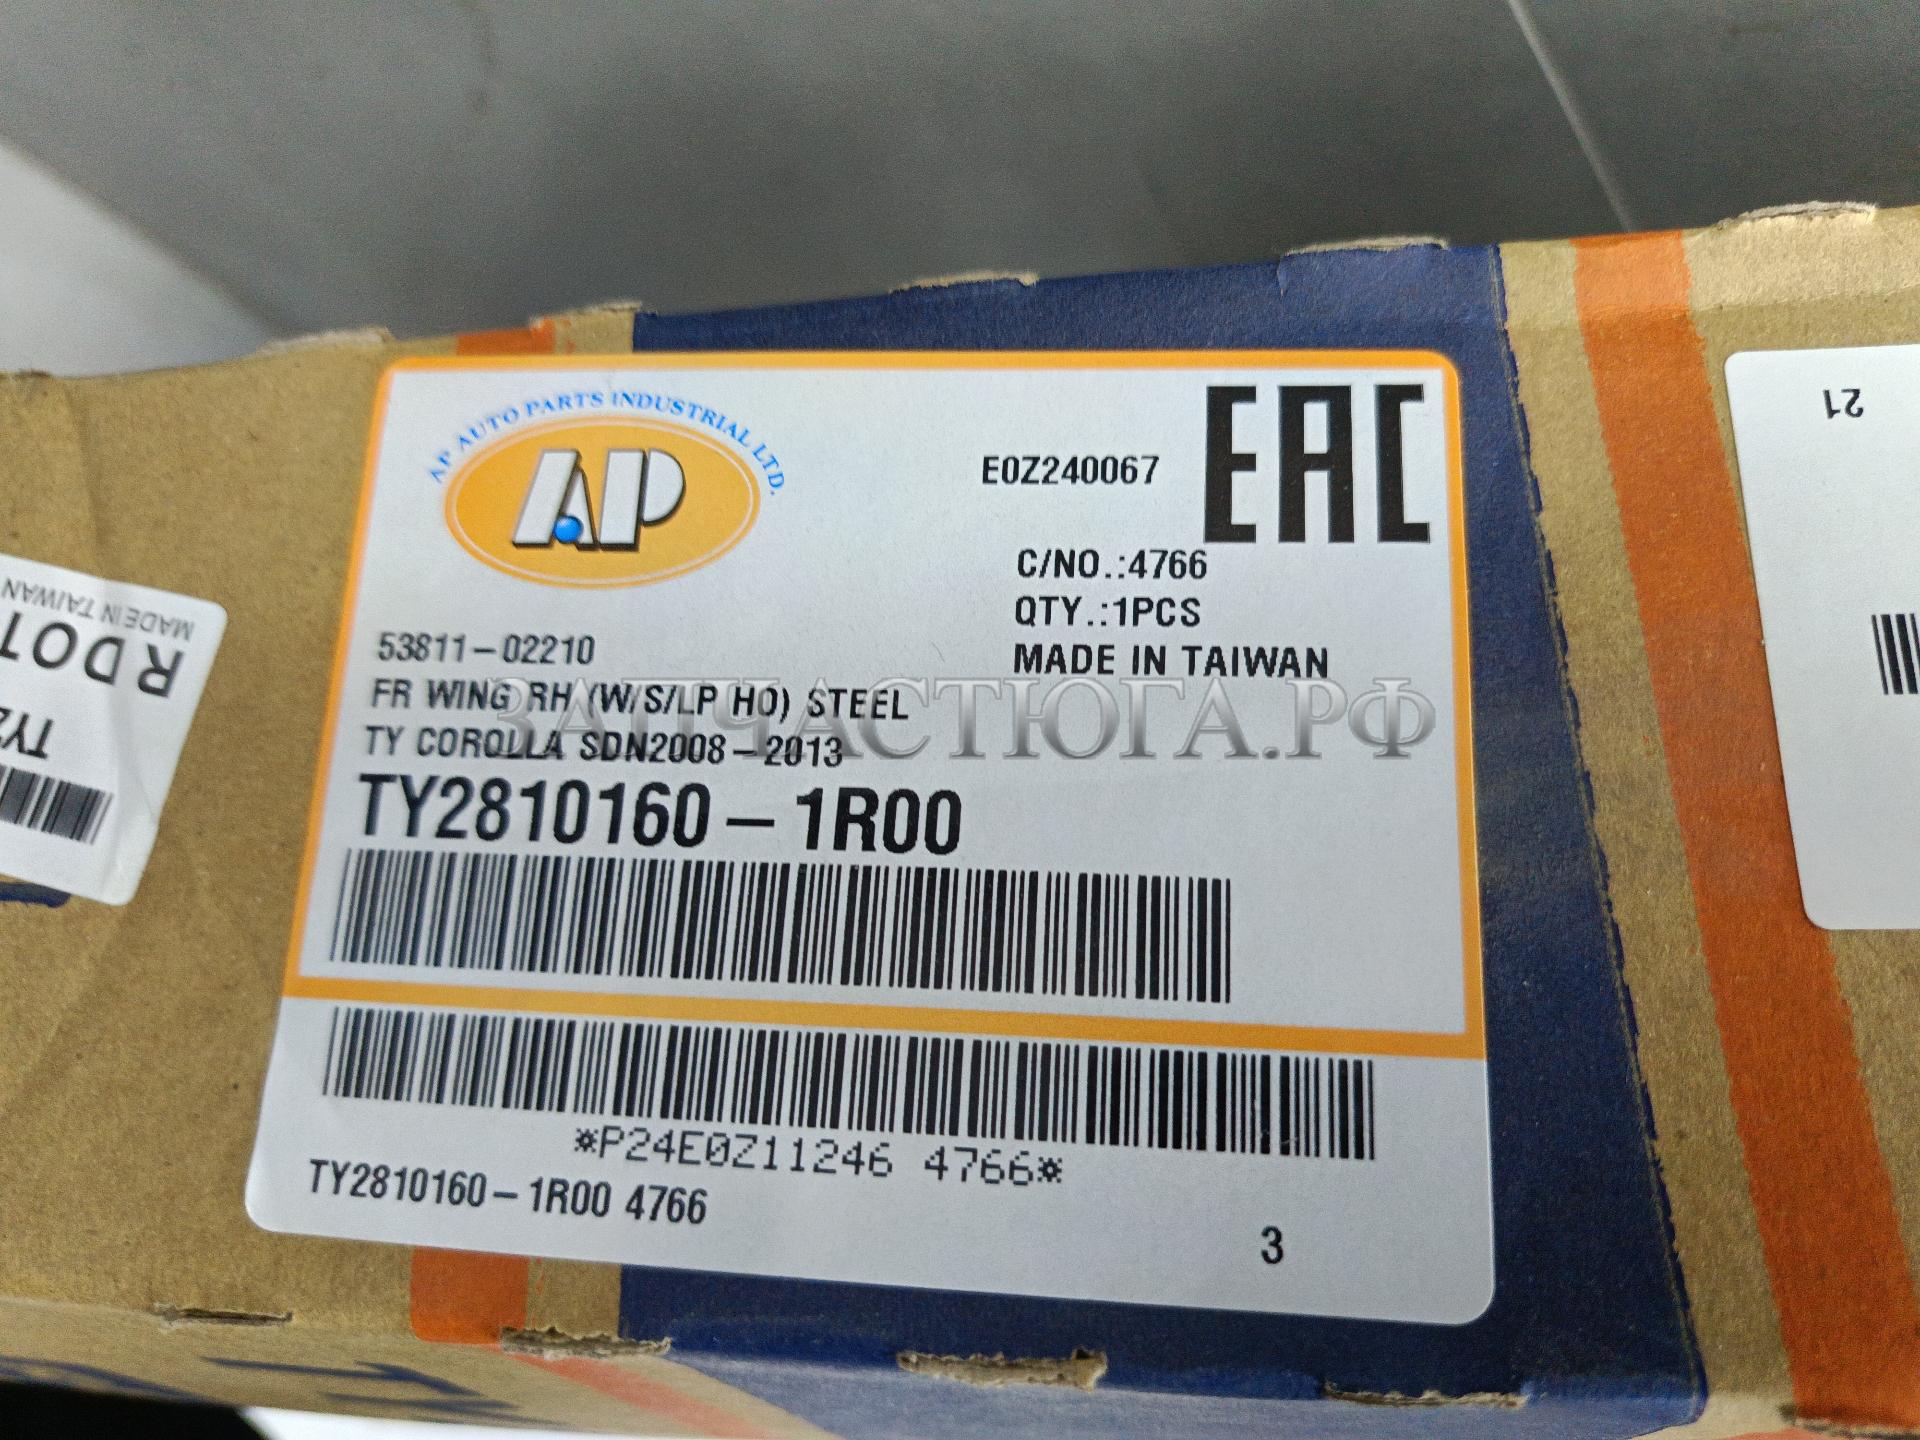 AP AUTO PARTS INDUSTRIAL LTD.
AP
E0Z240067
EAC
C/NO.:4766
QTY.:1PCS
MADE IN TAIWAN
53811-02210
FR WING RH (W/S/LP HO) STEEL
TY COROLLA SDN2008-2013
ЗАПЧАСТЮГА.РФ
TY2810160-1R00
*P24E0Z11246 4766*
TY2810160-1R00 4766
3
MADE IN TAIWAN
21